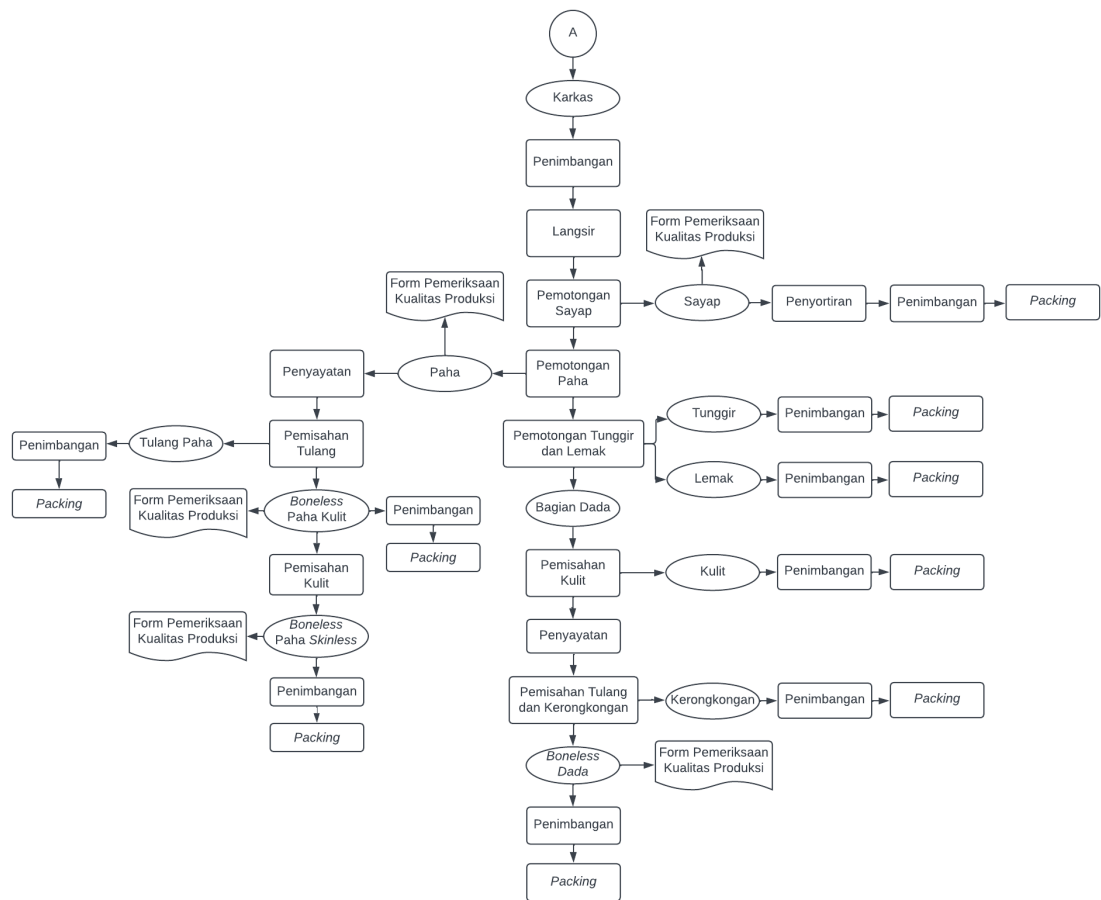 A
Karkas
Penimbangan
Langsir
Form Pemeriksaan
Kualitas Produksi
Pemotongan
Sayap
Sayap
Penyortiran
Penimbangan
Packing
Form Pemeriksaan
Kualitas Produksi
Pemotongan
Paha
Paha
Penyayatan
Pemotongan Tunggir
dan Lemak
Tunggir
Penimbangan
Packing
Lemak
Penimbangan
Packing
Pemisahan
Tulang
Tulang Paha
Penimbangan
Packing
Boneless
Paha Kulit
Form Pemeriksaan
Kualitas Produksi
Penimbangan
Packing
Pemisahan
Kulit
Boneless
Paha Skinless
Form Pemeriksaan
Kualitas Produksi
Penimbangan
Packing
Bagian Dada
Pemisahan
Kulit
Kulit
Penimbangan
Packing
Penyayatan
Pemisahan Tulang
dan Kerongkongan
Kerongkongan
Penimbangan
Packing
Boneless
Dada
Form Pemeriksaan
Kualitas Produksi
Penimbangan
Packing